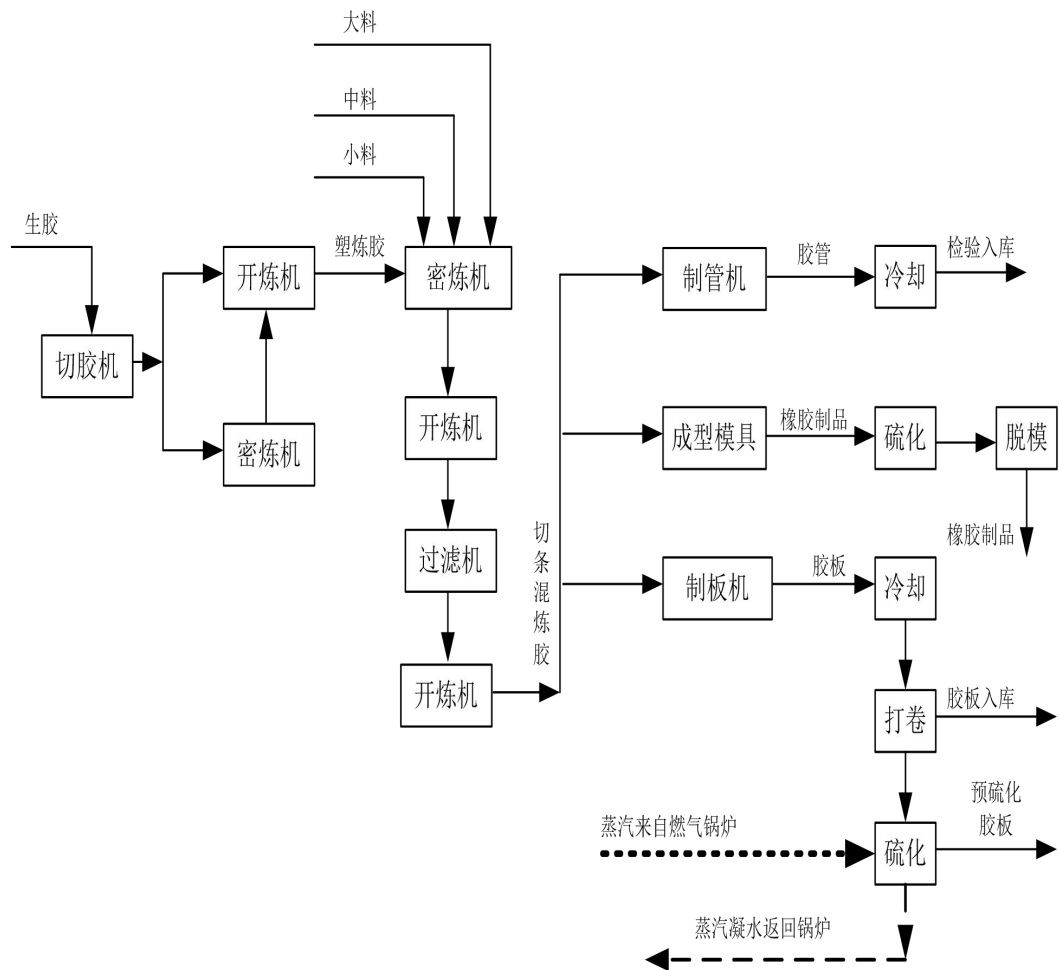 大料
中料
小料
生胶
开炼机
塑炼胶
密炼机
制管机
胶管
冷却
检验入库
切胶机
密炼机
开炼机
成型模具
橡胶制品
硫化
脱模
橡胶制品
过滤机
切条混炼胶
制板机
胶板
冷却
开炼机
打卷
胶板入库
预硫化
胶板
蒸汽来自燃气锅炉
硫化
蒸汽凝水返回锅炉